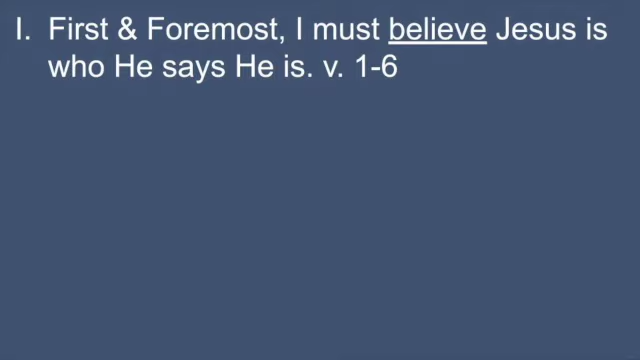 I. First & Foremost, I must believe Jesus is
who He says He is. v. 1-6